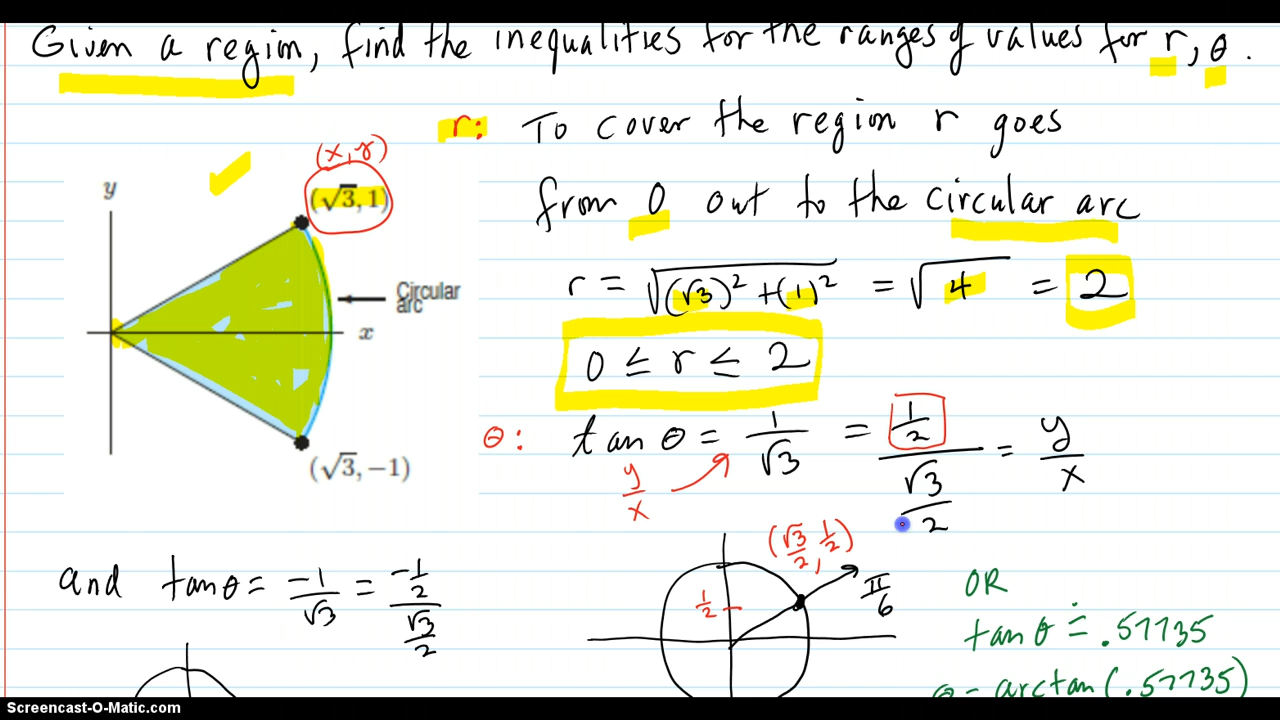 Given a region, find the inequalities for the ranges of values for r, θ.
r: To cover the region r goes
from 0 out to the circular arc
r = √((√3)² + (1)²) = √4 = 2
0 ≤ r ≤ 2
(x, y)
y
(√3, 1)
Circular
arc
x
(√3, −1)
θ: tan θ = 1/√3 = (1/2)/(√3/2) = y/x
y/x
and tan θ = −1/√3 = (−1/2)/(√3/2)
(√3/2, 1/2)
π/6
1/2
OR
tan θ ≐ .57735
θ = arctan(.57735)
Screencast-O-Matic.com